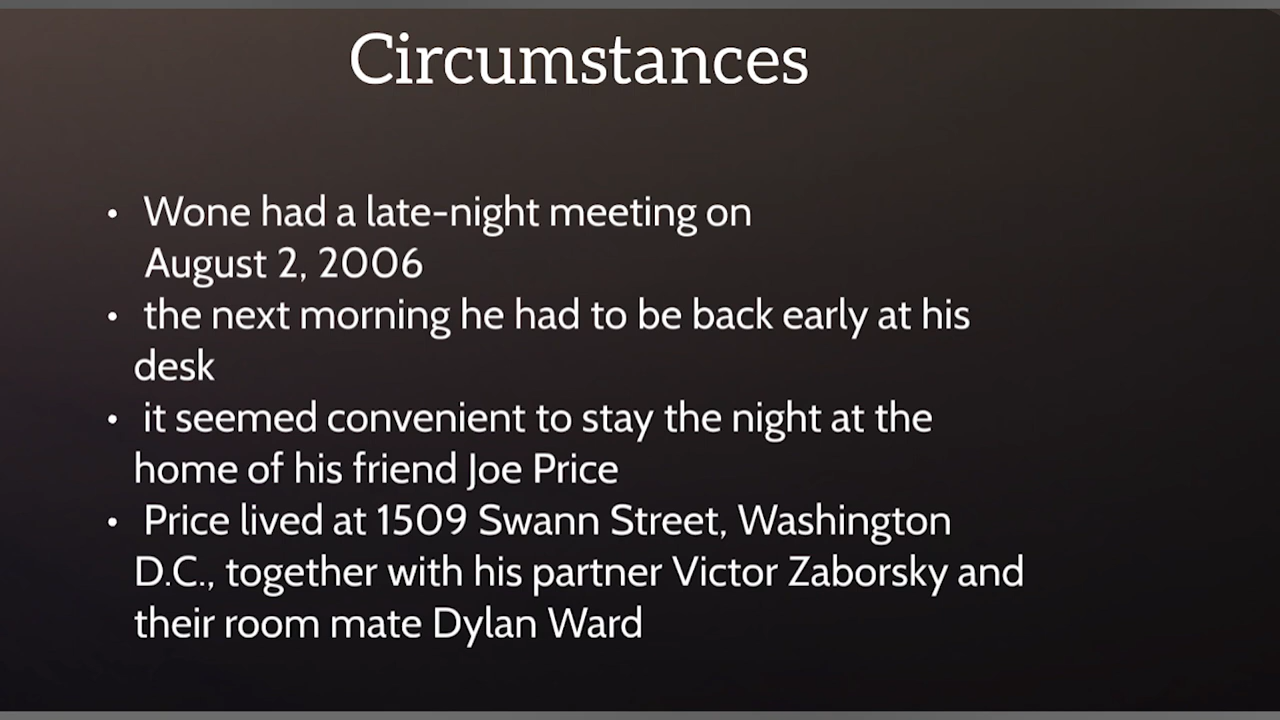 Circumstances
• Wone had a late-night meeting on
August 2, 2006
• the next morning he had to be back early at his
desk
• it seemed convenient to stay the night at the
home of his friend Joe Price
• Price lived at 1509 Swann Street, Washington
D.C., together with his partner Victor Zaborsky and
their room mate Dylan Ward